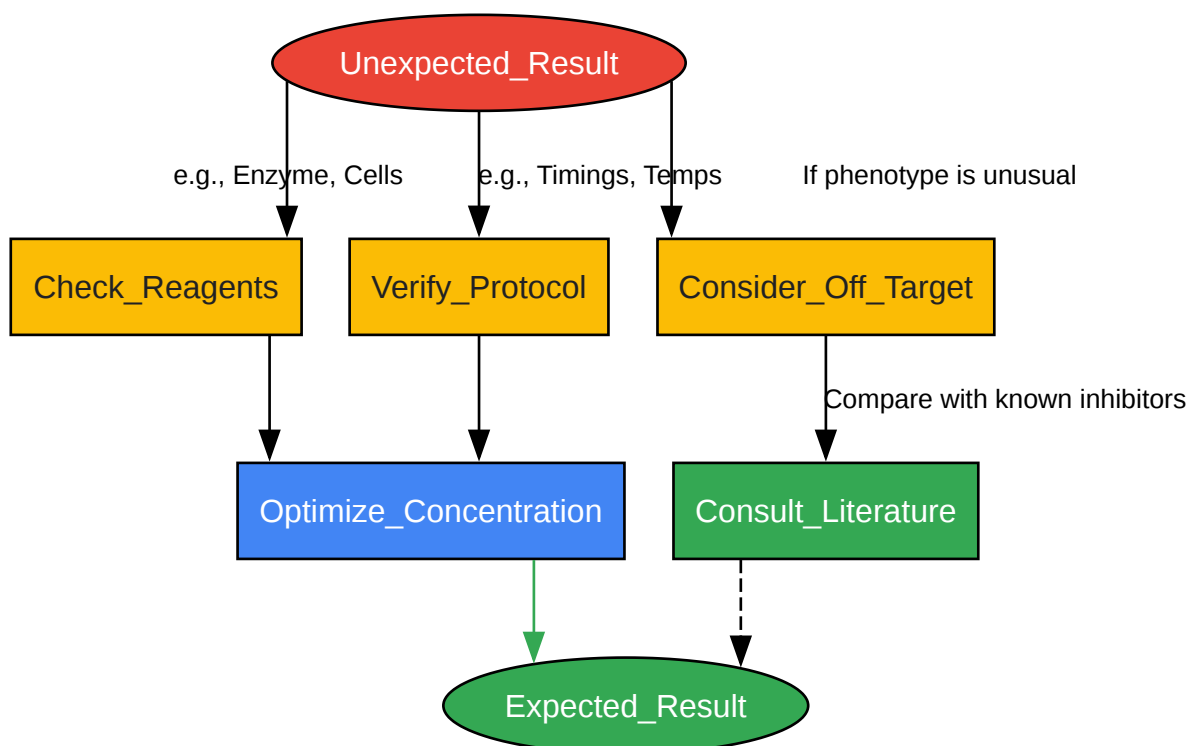 Unexpected_Result
e.g., Enzyme, Cells
e.g., Timings, Temps
If phenotype is unusual
Check_Reagents
Verify_Protocol
Consider_Off_Target
Compare with known inhibitors
Optimize_Concentration
Consult_Literature
Expected_Result